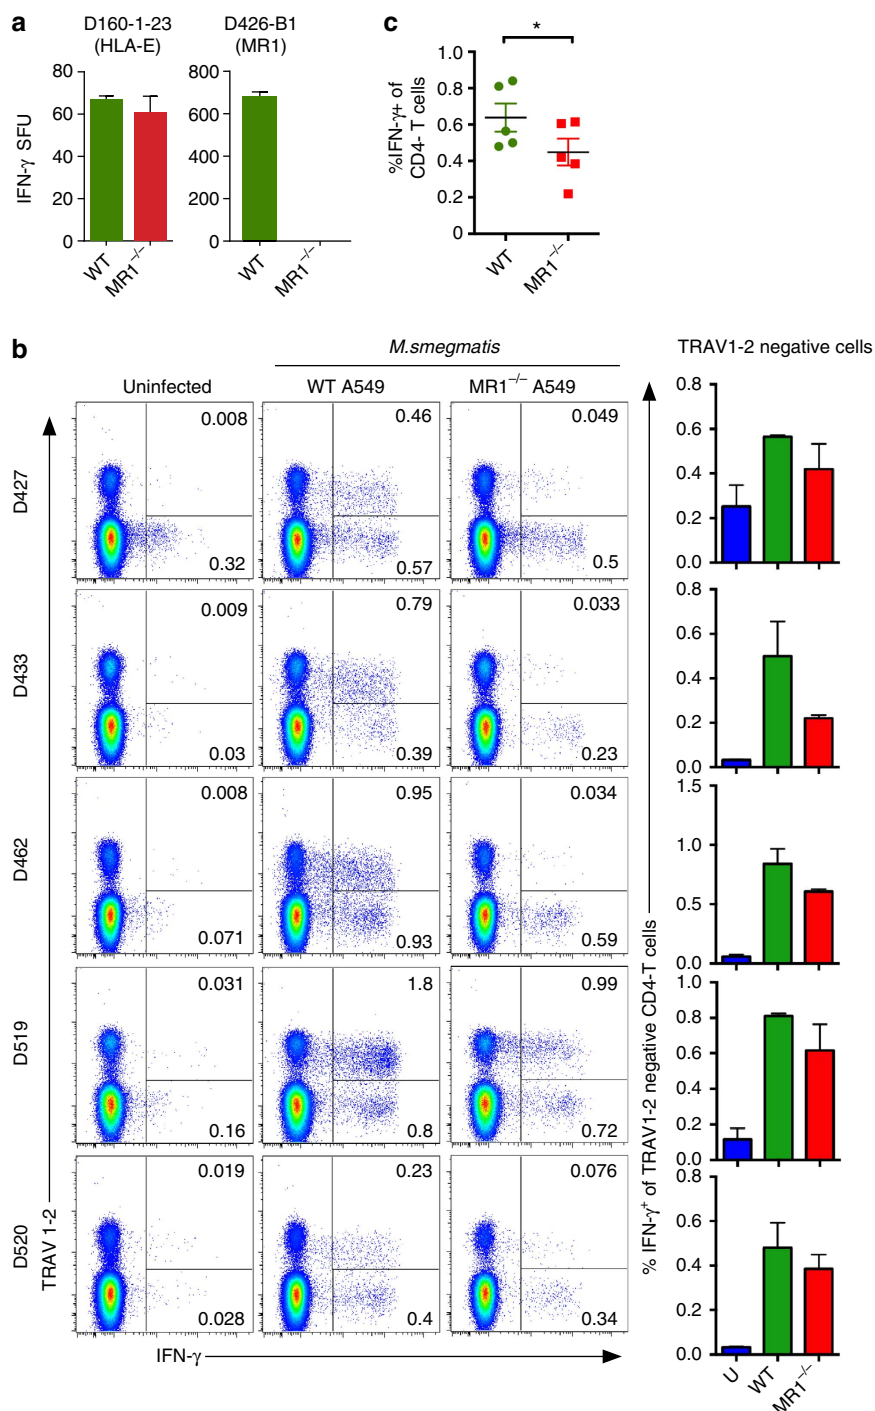 a
D160-1-23
(HLA-E)
D426-B1
(MR1)
IFN-γ SFU
80
60
40
20
0
WT
MR1⁻/⁻
800
600
400
200
0
WT
MR1⁻/⁻
c
*
%IFN-γ+ of
CD4- T cells
1.0
0.8
0.6
0.4
0.2
0
WT
MR1⁻/⁻
b
M.smegmatis
TRAV1-2 negative cells
Uninfected
WT A549
MR1⁻/⁻ A549
D427
0.008
0.32
0.46
0.57
0.049
0.5
0.8
0.6
0.4
0.2
0.0
D433
0.009
0.03
0.79
0.39
0.033
0.23
0.8
0.6
0.4
0.2
0.0
D462
0.008
0.071
0.95
0.93
0.034
0.59
1.5
1.0
0.5
0.0
D519
0.031
0.16
1.8
0.8
0.99
0.72
1.0
0.8
0.6
0.4
0.2
0.0
D520
0.019
0.028
0.23
0.4
0.076
0.34
0.8
0.6
0.4
0.2
0.0
TRAV 1-2
IFN-γ
% IFN-γ⁺ of TRAV1-2 negative CD4-T cells
U
WT
MR1⁻/⁻